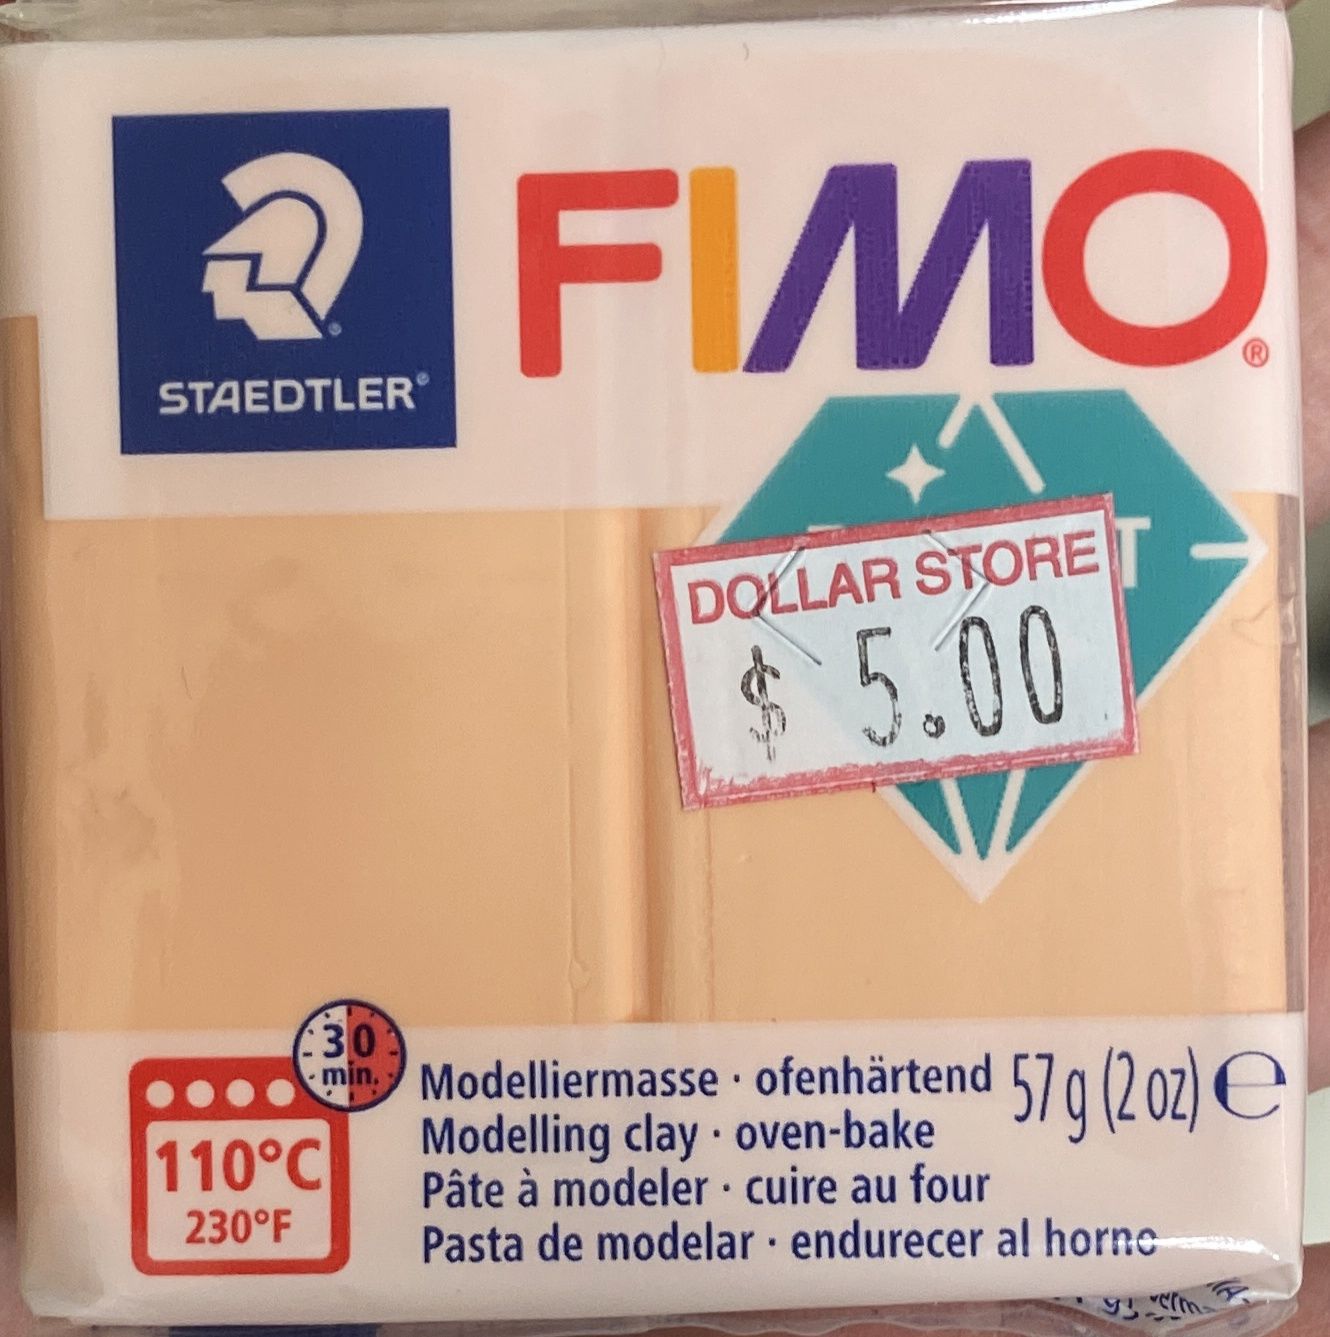 STAEDTLER®
FIMO®
T
DOLLAR STORE
$ 5.00
30
min.
110°C
230°F
Modelliermasse · ofenhärtend
Modelling clay · oven-bake
Pâte à modeler · cuire au four
Pasta de modelar · endurecer al horno
57 g (2 oz) ℮